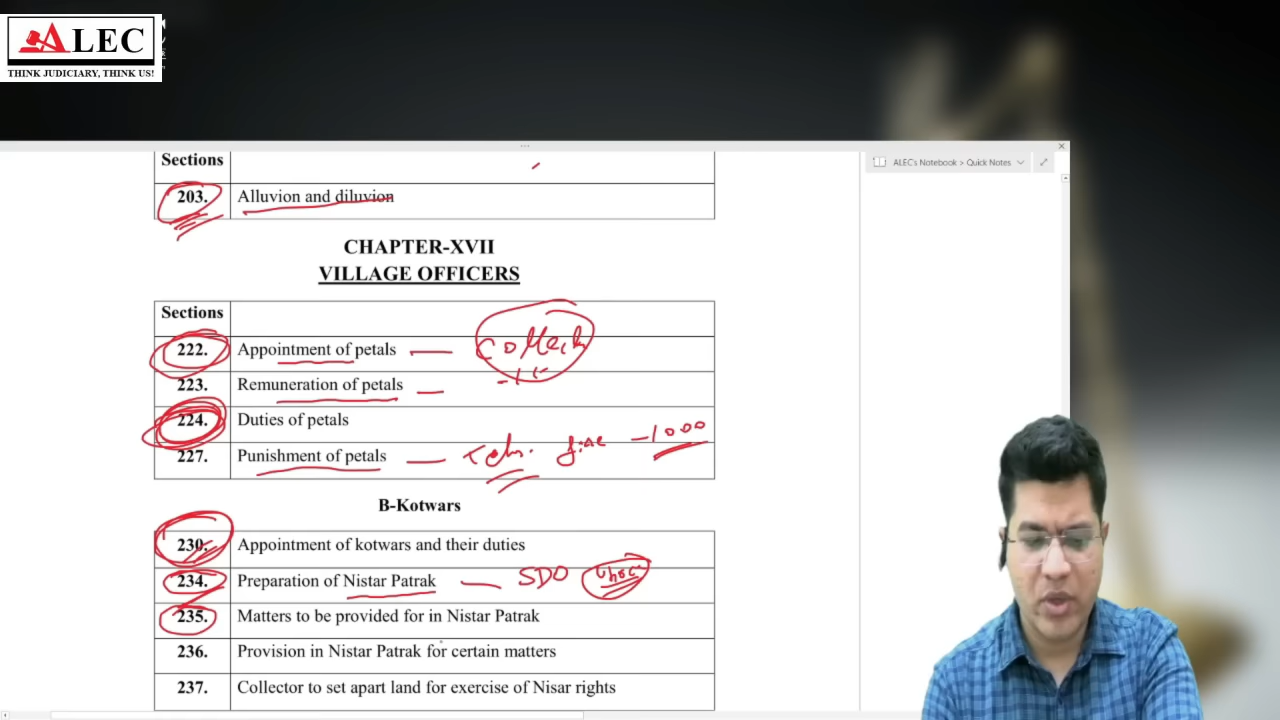 ALEC
THINK JUDICIARY, THINK US!
ALEC's Notebook > Quick Notes
Sections
203. Alluvion and diluvion
CHAPTER-XVII
VILLAGE OFFICERS
Sections
222. Appointment of petals
223. Remuneration of petals
224. Duties of petals
227. Punishment of petals — Teh. fine -1000
B-Kotwars
230. Appointment of kotwars and their duties
234. Preparation of Nistar Patrak — SDO
235. Matters to be provided for in Nistar Patrak
236. Provision in Nistar Patrak for certain matters
237. Collector to set apart land for exercise of Nisar rights